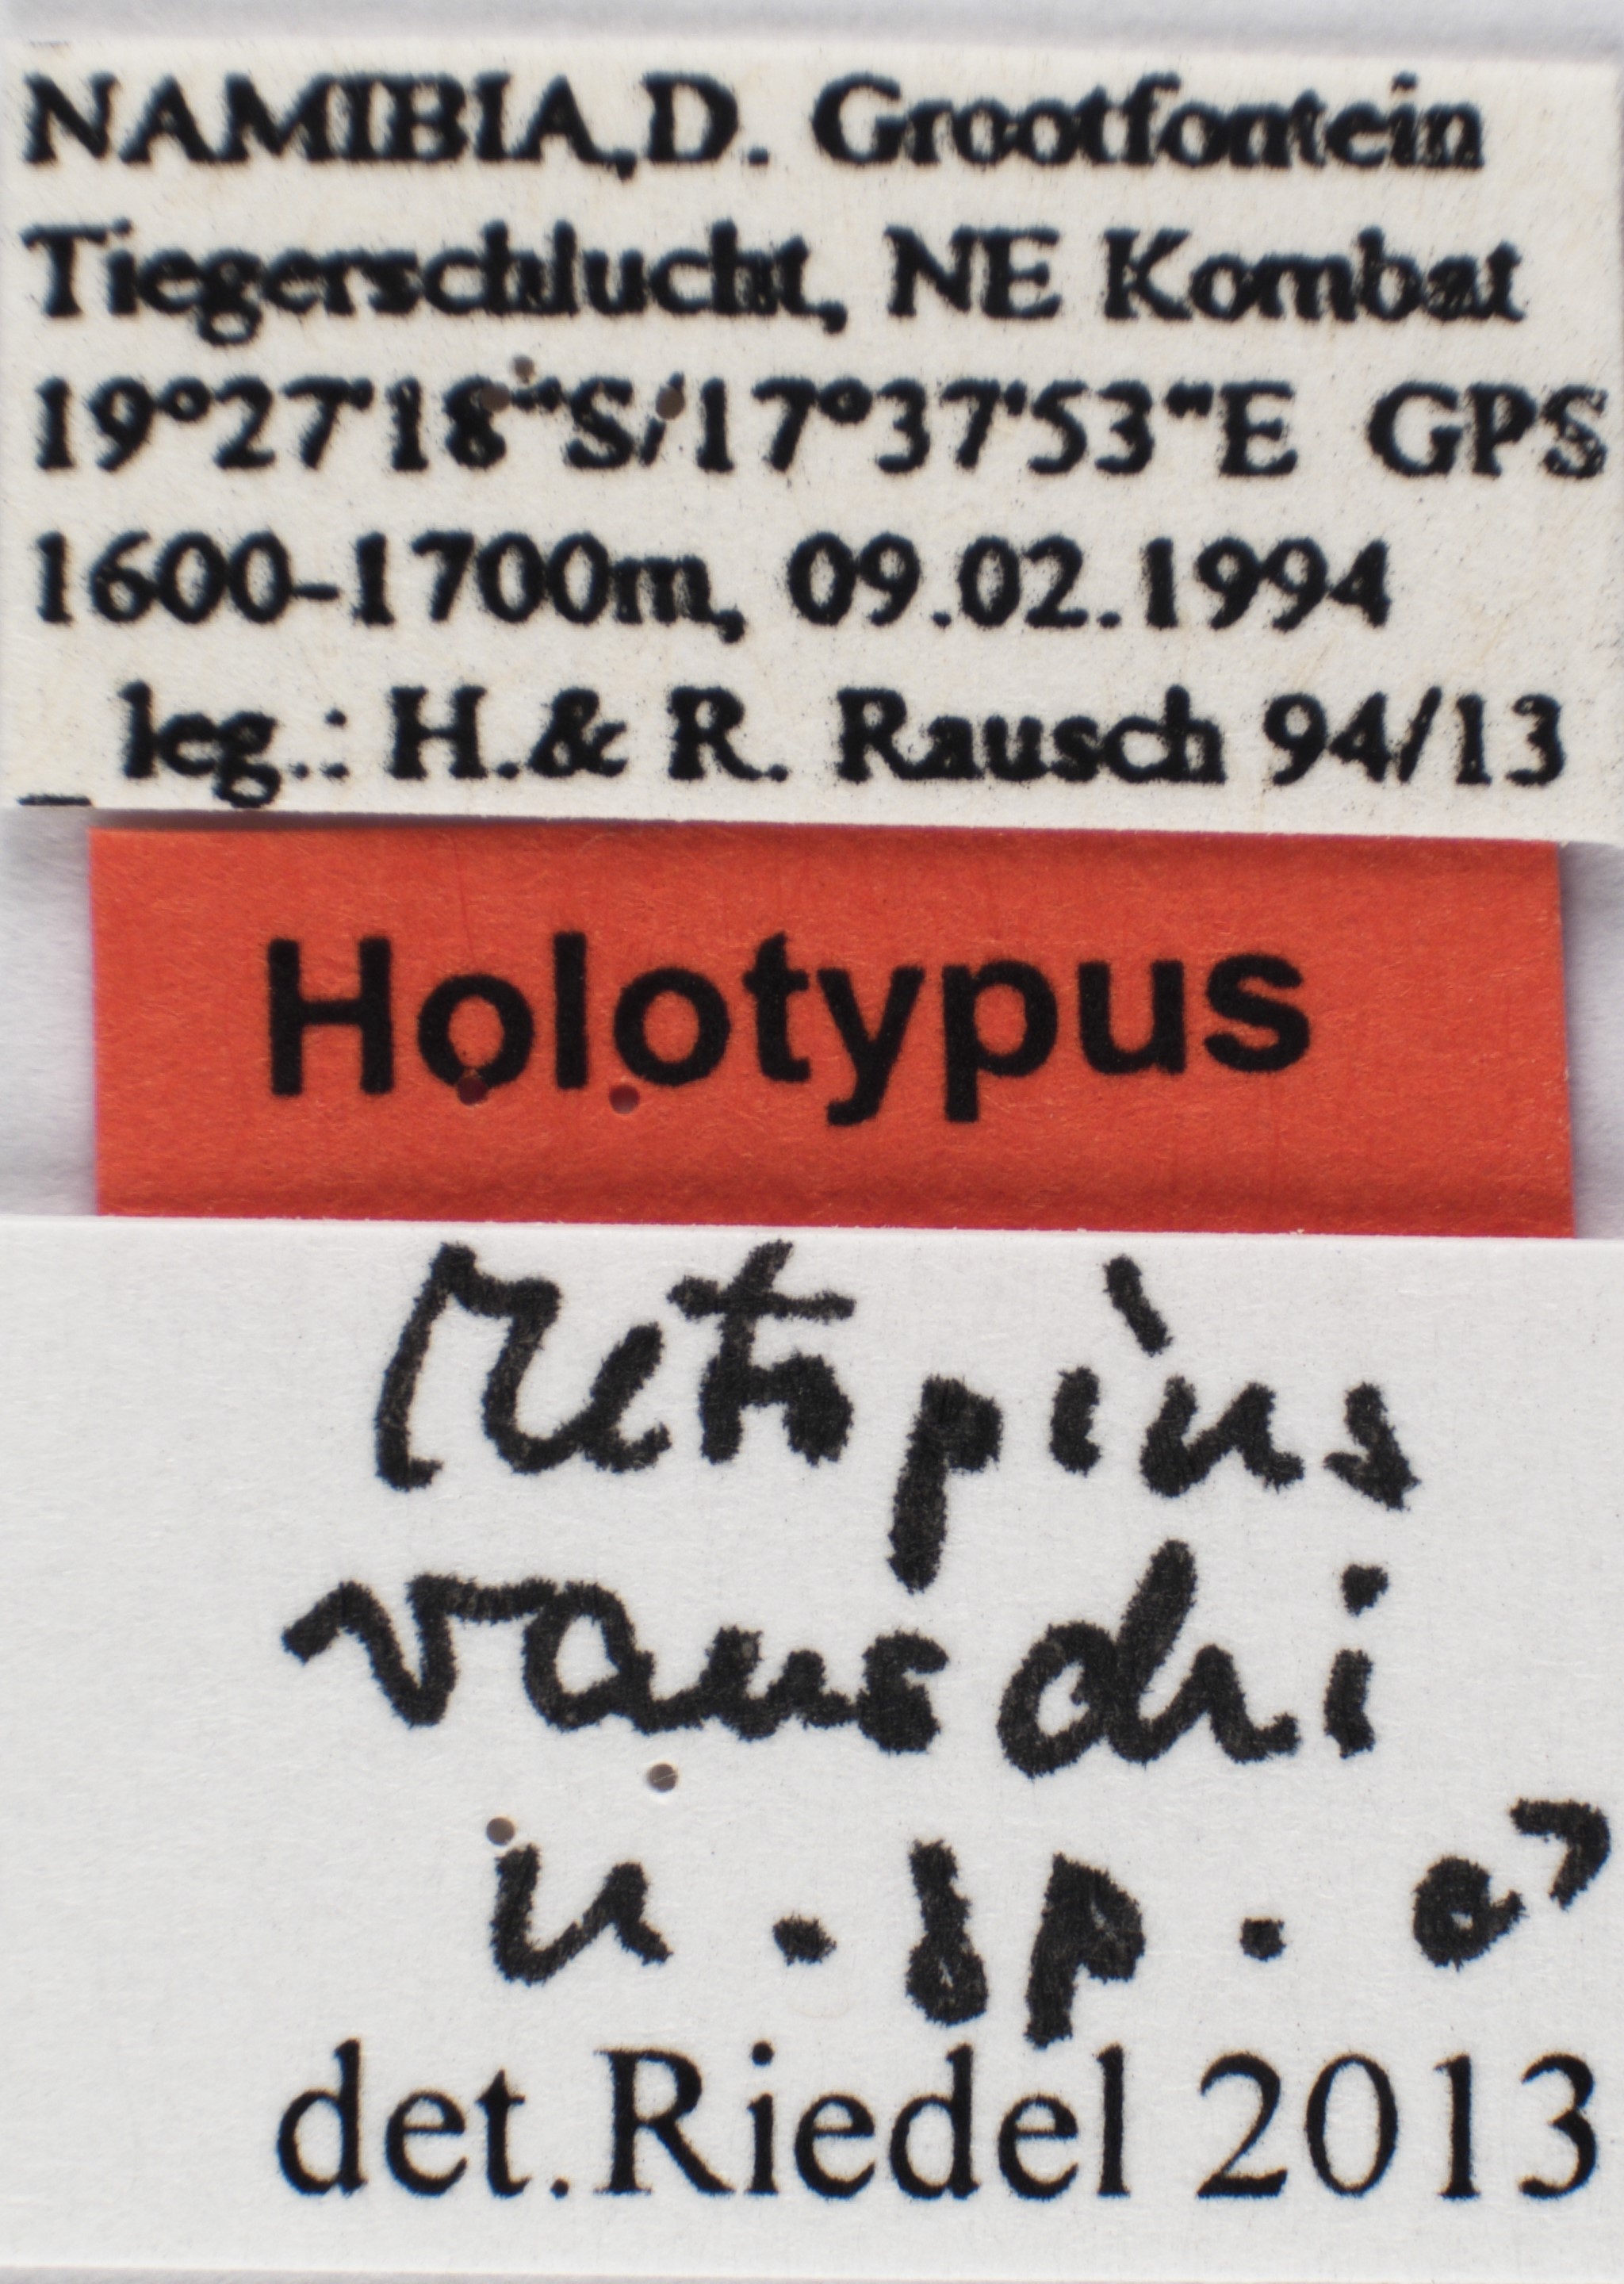 NAMIBIA,D. Grootfontein
Tiegerschlucht, NE Kombat
19°27'18"S/17°37'53"E GPS
1600-1700m, 09.02.1994
leg.: H.& R. Rausch 94/13
Holotypus
Metopius
rauschi
n. sp. ♂
det.Riedel 2013